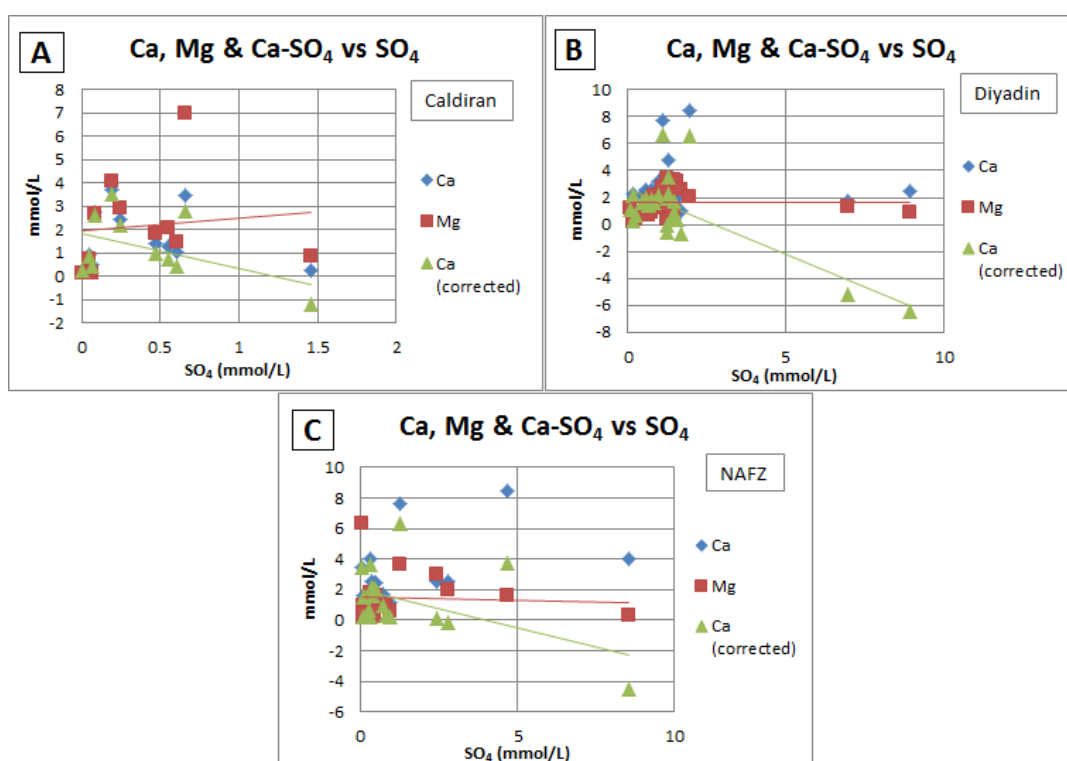 A
Ca, Mg & Ca-SO₄ vs SO₄
Caldiran
8
7
6
5
4
3
2
1
0
-1
-2
mmol/L
0
0.5
1
1.5
2
SO₄ (mmol/L)
Ca
Mg
Ca
(corrected)
B
Ca, Mg & Ca-SO₄ vs SO₄
Diyadin
10
8
6
4
2
0
-2
-4
-6
-8
mmol/L
0
5
10
SO₄ (mmol/L)
Ca
Mg
Ca
(corrected)
C
Ca, Mg & Ca-SO₄ vs SO₄
NAFZ
10
8
6
4
2
0
-2
-4
-6
mmol/L
0
5
10
SO₄ (mmol/L)
Ca
Mg
Ca
(corrected)